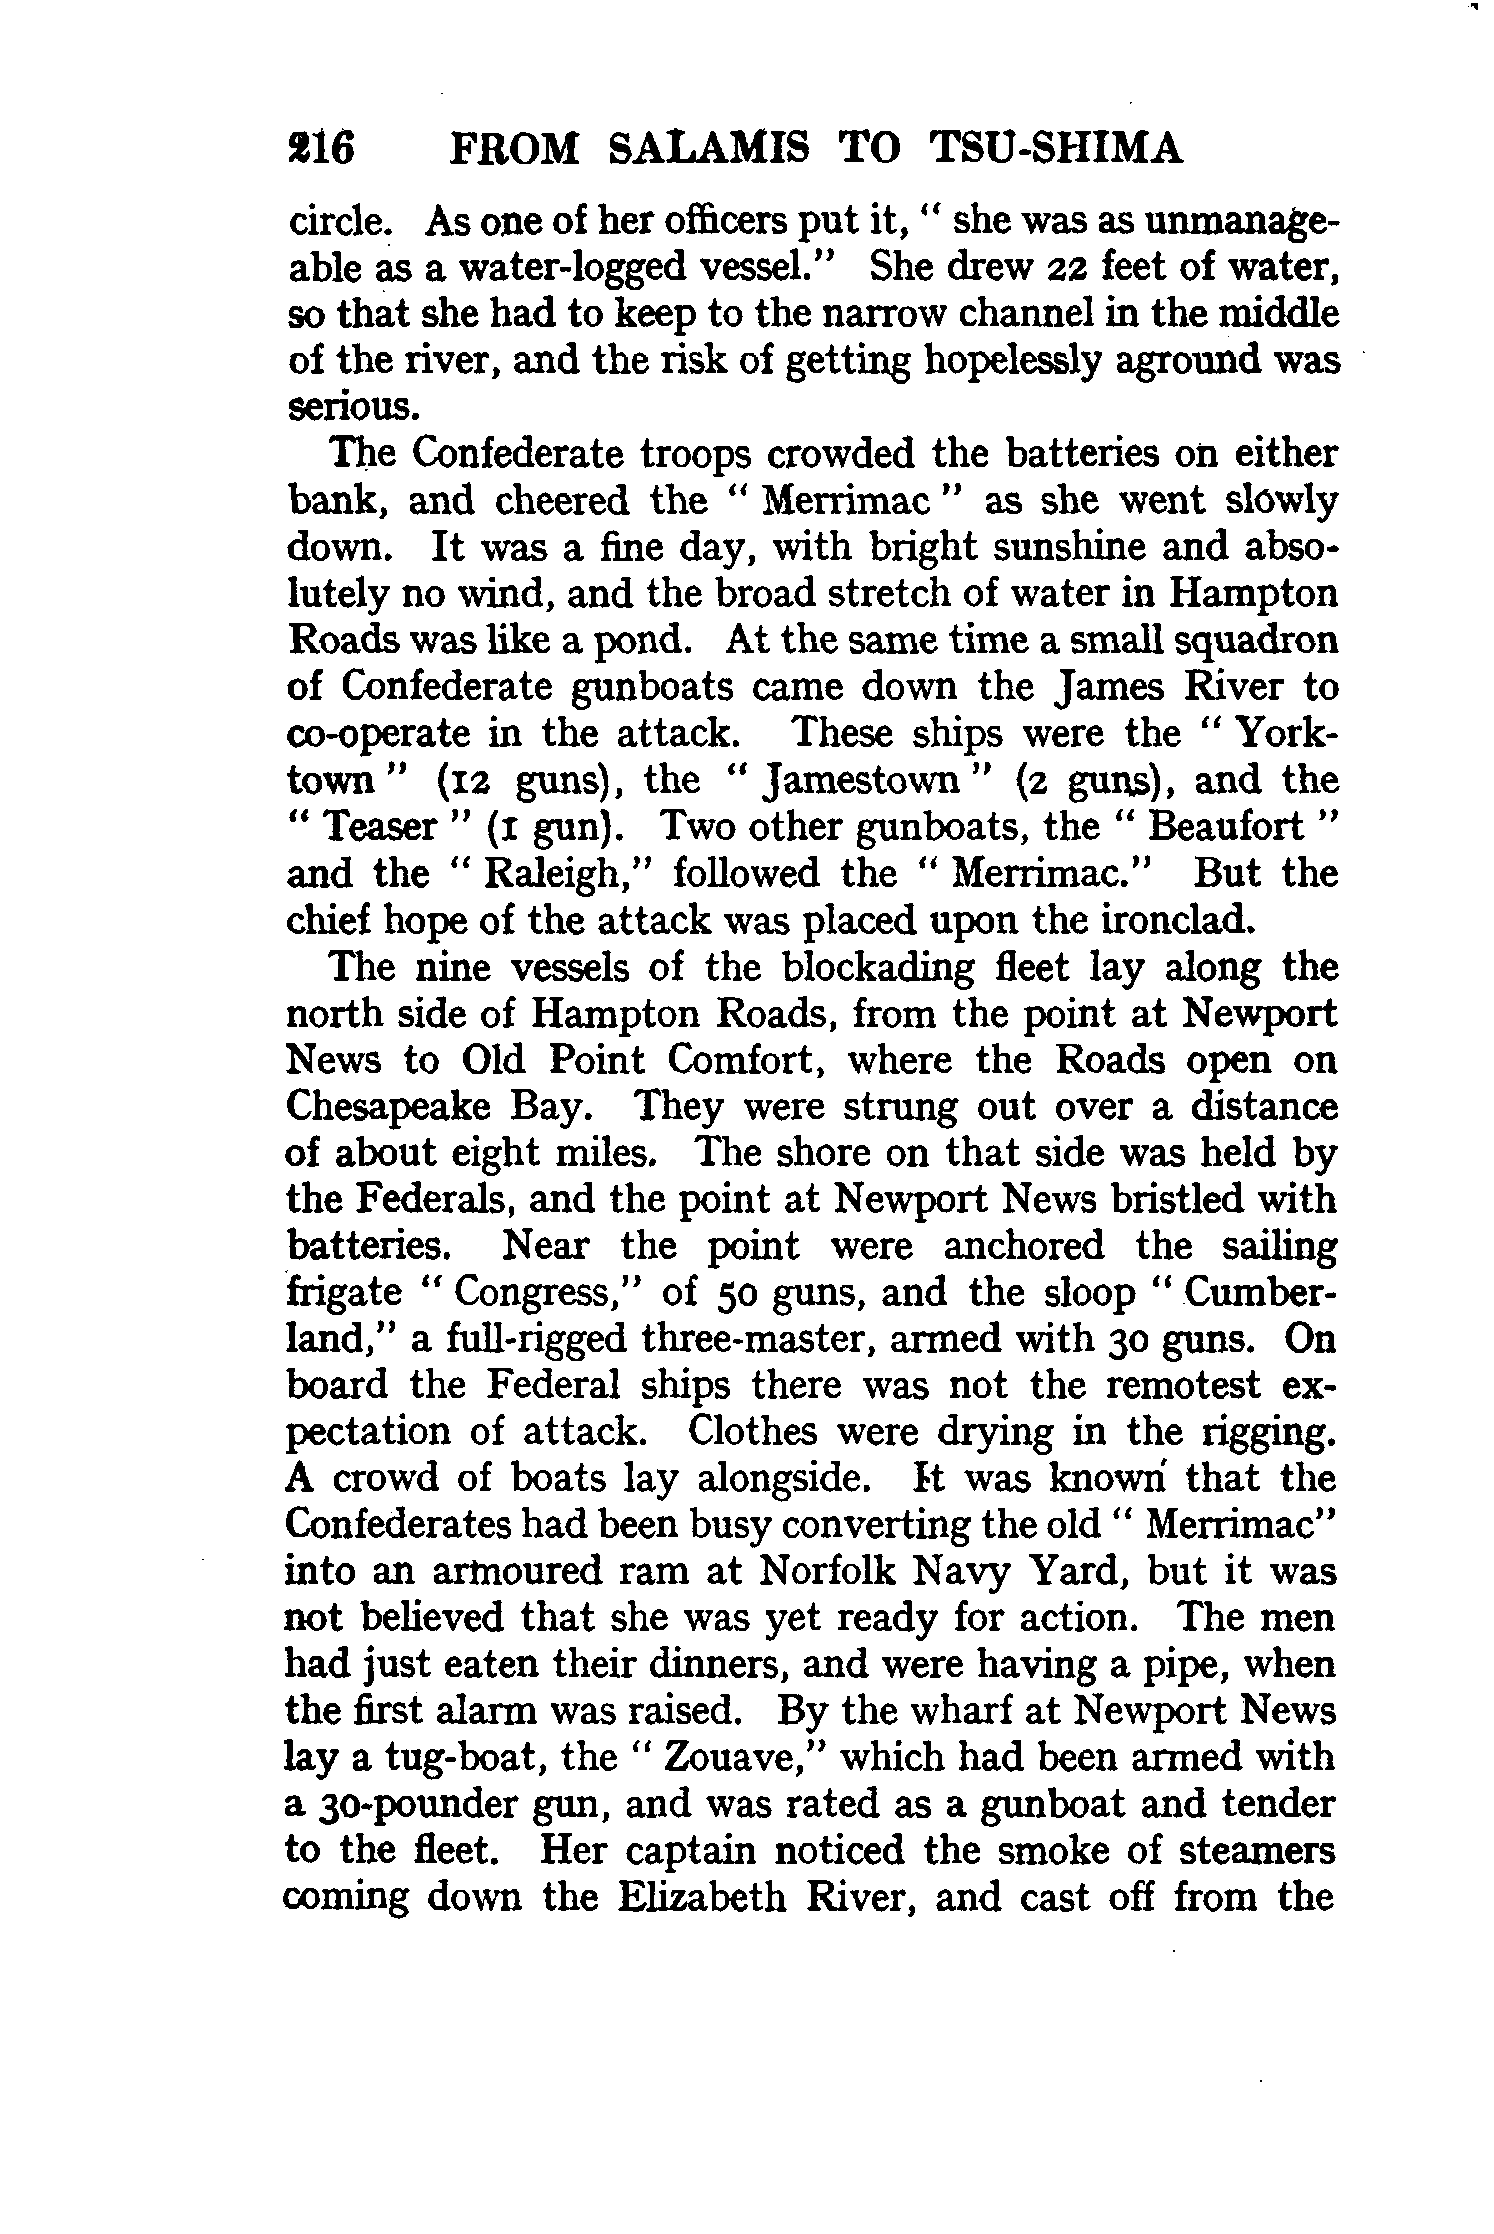 216 FROM SALAMIS TO TSU-SHIMA
circle. As one of her officers put it, " she was as unmanage-
able as a water-logged vessel." She drew 22 feet of water,
so that she had to keep to the narrow channel in the middle
of the river, and the risk of getting hopelessly aground was
serious.
The Confederate troops crowded the batteries on either
bank, and cheered the " Merrimac " as she went slowly
down. It was a fine day, with bright sunshine and abso-
lutely no wind, and the broad stretch of water in Hampton
Roads was like a pond. At the same time a small squadron
of Confederate gunboats came down the James River to
co-operate in the attack. These ships were the " York-
town " (12 guns), the " Jamestown " (2 guns), and the
" Teaser " (1 gun). Two other gunboats, the " Beaufort "
and the " Raleigh," followed the " Merrimac." But the
chief hope of the attack was placed upon the ironclad.
The nine vessels of the blockading fleet lay along the
north side of Hampton Roads, from the point at Newport
News to Old Point Comfort, where the Roads open on
Chesapeake Bay. They were strung out over a distance
of about eight miles. The shore on that side was held by
the Federals, and the point at Newport News bristled with
batteries. Near the point were anchored the sailing
frigate " Congress," of 50 guns, and the sloop " Cumber-
land," a full-rigged three-master, armed with 30 guns. On
board the Federal ships there was not the remotest ex-
pectation of attack. Clothes were drying in the rigging.
A crowd of boats lay alongside. It was known that the
Confederates had been busy converting the old " Merrimac"
into an armoured ram at Norfolk Navy Yard, but it was
not believed that she was yet ready for action. The men
had just eaten their dinners, and were having a pipe, when
the first alarm was raised. By the wharf at Newport News
lay a tug-boat, the " Zouave," which had been armed with
a 30-pounder gun, and was rated as a gunboat and tender
to the fleet. Her captain noticed the smoke of steamers
coming down the Elizabeth River, and cast off from the